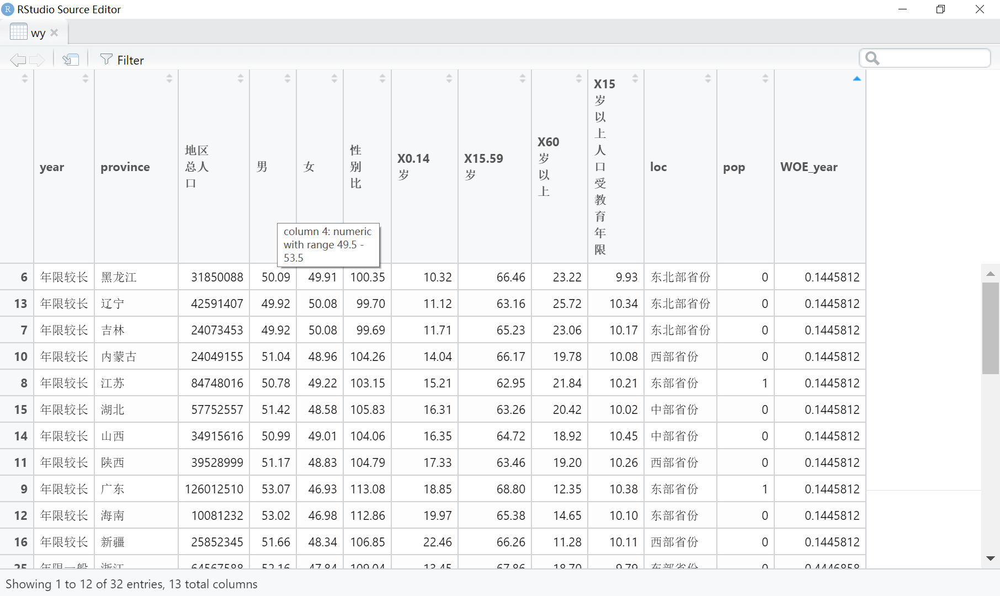 RStudio Source Editor
wy
Filter
year province 地区总人口 男 女 性别比 X0.14岁 X15.59岁 X60岁以上 X15岁以上人口受教育年限 loc pop WOE_year
column 4: numeric
with range 49.5 -
53.5
6 年限较长 黑龙江 31850088 50.09 49.91 100.35 10.32 66.46 23.22 9.93 东北部省份 0 0.1445812
13 年限较长 辽宁 42591407 49.92 50.08 99.70 11.12 63.16 25.72 10.34 东北部省份 0 0.1445812
7 年限较长 吉林 24073453 49.92 50.08 99.69 11.71 65.23 23.06 10.17 东北部省份 0 0.1445812
10 年限较长 内蒙古 24049155 51.04 48.96 104.26 14.04 66.17 19.78 10.08 西部省份 0 0.1445812
8 年限较长 江苏 84748016 50.78 49.22 103.15 15.21 62.95 21.84 10.21 东部省份 1 0.1445812
15 年限较长 湖北 57752557 51.42 48.58 105.83 16.31 63.26 20.42 10.02 中部省份 0 0.1445812
14 年限较长 山西 34915616 50.99 49.01 104.06 16.35 64.72 18.92 10.45 中部省份 0 0.1445812
11 年限较长 陕西 39528999 51.17 48.83 104.79 17.33 63.46 19.20 10.26 西部省份 0 0.1445812
9 年限较长 广东 126012510 53.07 46.93 113.08 18.85 68.80 12.35 10.38 东部省份 1 0.1445812
12 年限较长 海南 10081232 53.02 46.98 112.86 19.97 65.38 14.65 10.10 东部省份 0 0.1445812
16 年限较长 新疆 25852345 51.66 48.34 106.85 22.46 66.26 11.28 10.11 西部省份 0 0.1445812
25 年限一般 浙江 64567588 52.16 47.84 109.04 13.45 67.86 18.70 9.79 东部省份 0 0.4446858
Showing 1 to 12 of 32 entries, 13 total columns